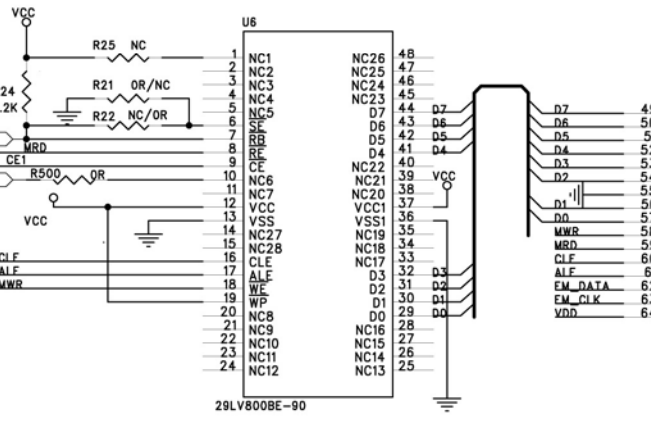 VCC
U6
R25 NC
1 NC1 NC26 48
2 NC2 NC25 47
3 NC3 NC24 46
24 R21 0R/NC 4 NC4 NC23 45
.2K 5 NC5 D7 44 D7 D7
R22 NC/0R 6 SE D6 43 D6 D6
7 RB D5 42 D5 D5
MRD 8 RE D4 41 D4 D4
CE1 9 CE NC22 40 D3
R500 0R 10 NC6 NC21 39 VCC D2
11 NC7 NC20 38
VCC 12 VCC VCC1 37 D1
13 VSS VSS1 36 D0
14 NC27 NC19 35 MWR
15 NC28 NC18 34 MRD
CLE 16 CLE NC17 33 CLE
ALE 17 ALE D3 32 D3 ALE
MWR 18 WE D2 31 D2 EM_DATA
19 WP D1 30 D1 EM_CLK
20 NC8 D0 29 D0 VDD
21 NC9 NC16 28
22 NC10 NC15 27
23 NC11 NC14 26
24 NC12 NC13 25
29LV800BE-90